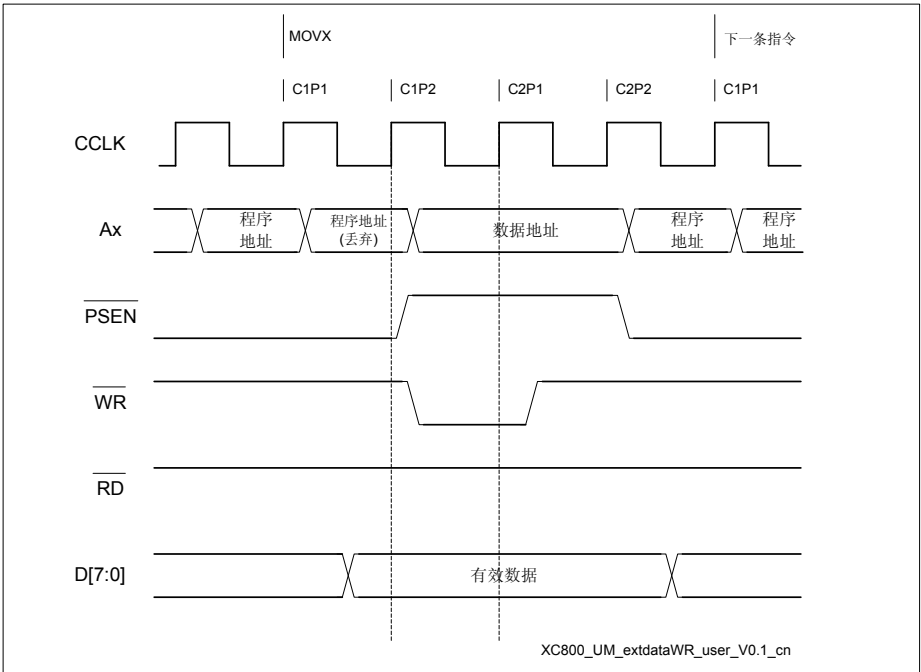 MOVX
下一条指令
C1P1
C1P2
C2P1
C2P2
C1P1
CCLK
Ax
程序
地址
程序地址
(丢弃)
数据地址
程序
地址
程序
地址
PSEN
WR
RD
D[7:0]
有效数据
XC800_UM_extdataWR_user_V0.1_cn